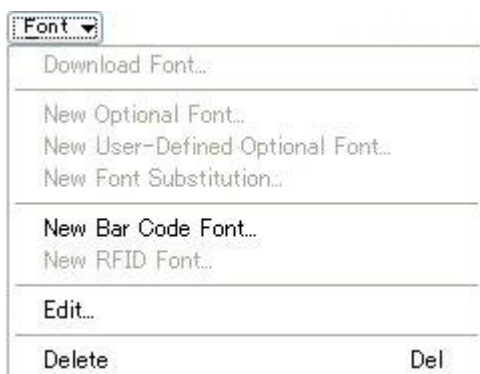 Font
Download Font...
New Optional Font...
New User-Defined Optional Font...
New Font Substitution...
New Bar Code Font...
New RFID Font...
Edit...
Delete Del